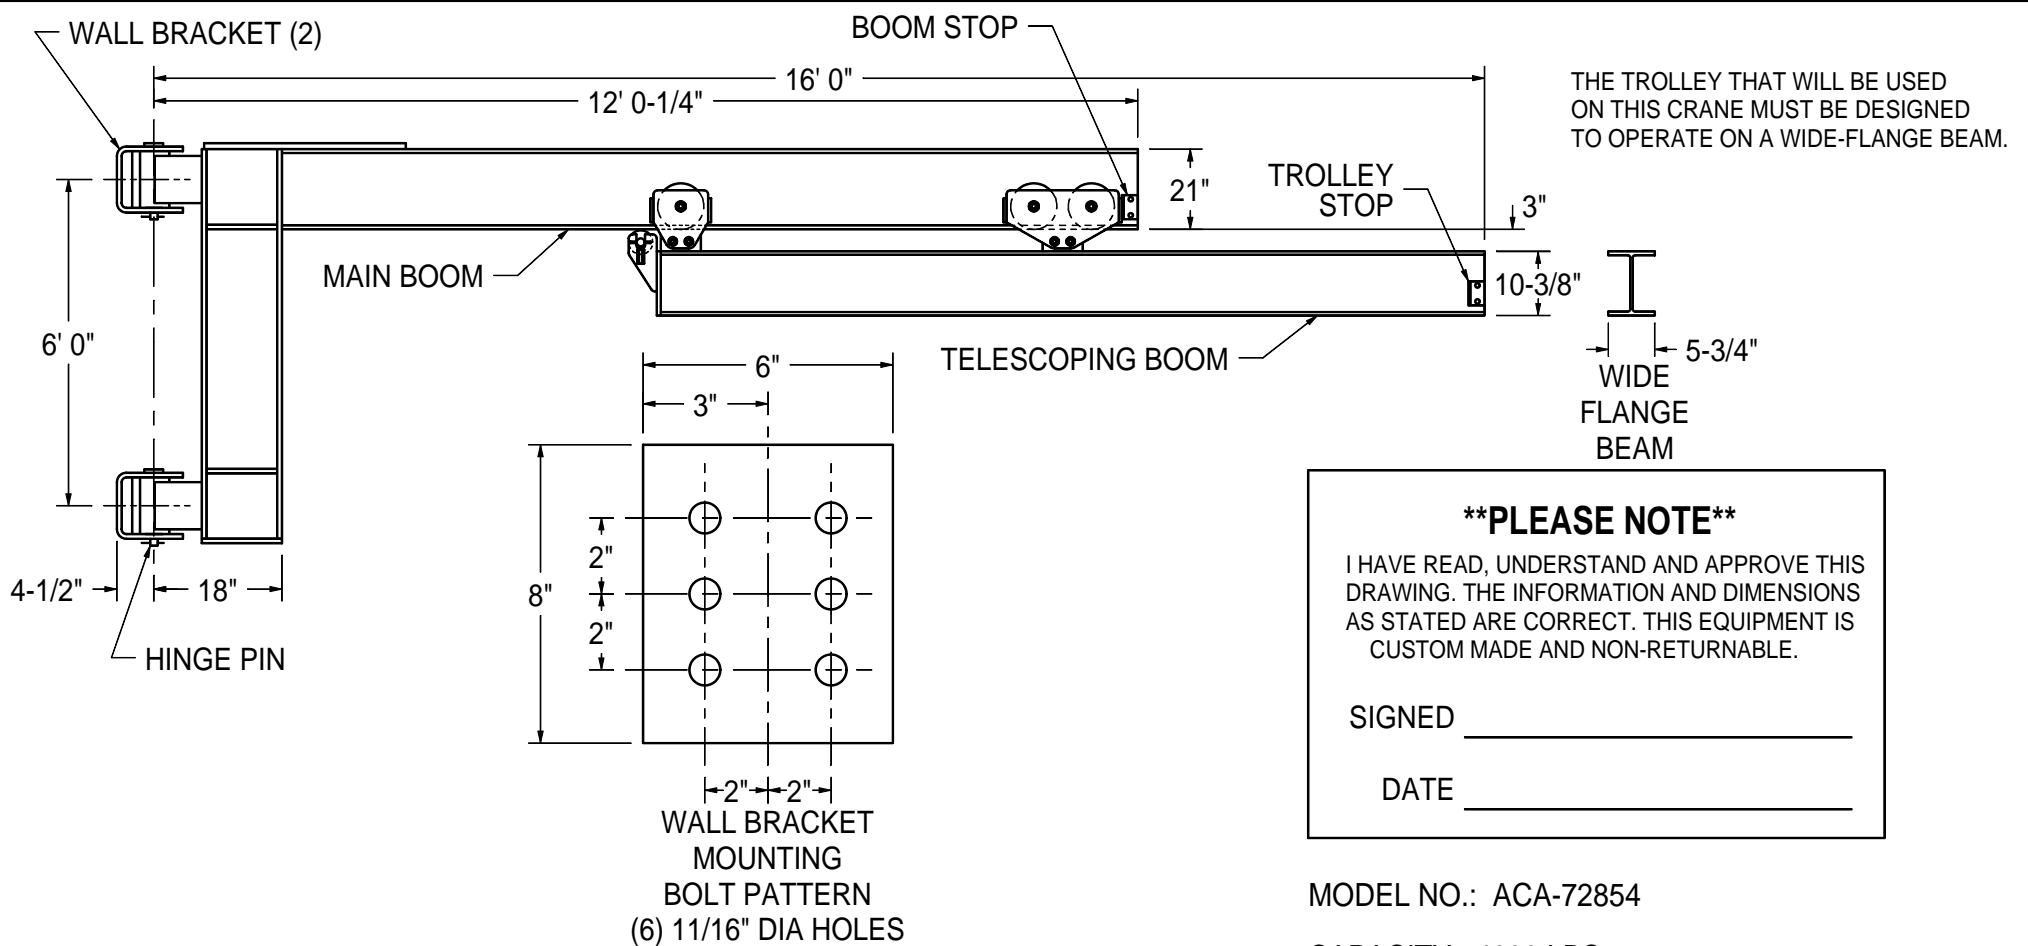 WALL BRACKET (2)
BOOM STOP
16' 0"
12' 0-1/4"
THE TROLLEY THAT WILL BE USED
ON THIS CRANE MUST BE DESIGNED
TO OPERATE ON A WIDE-FLANGE BEAM.
21"
TROLLEY
STOP
3"
MAIN BOOM
10-3/8"
6' 0"
TELESCOPING BOOM
5-3/4"
WIDE
FLANGE
BEAM
6"
3"
2"
2"
8"
4-1/2"
18"
HINGE PIN
2"
2"
WALL BRACKET
MOUNTING
BOLT PATTERN
(6) 11/16" DIA HOLES
**PLEASE NOTE**
I HAVE READ, UNDERSTAND AND APPROVE THIS
DRAWING. THE INFORMATION AND DIMENSIONS
AS STATED ARE CORRECT. THIS EQUIPMENT IS
CUSTOM MADE AND NON-RETURNABLE.
SIGNED
DATE
MODEL NO.: ACA-72854